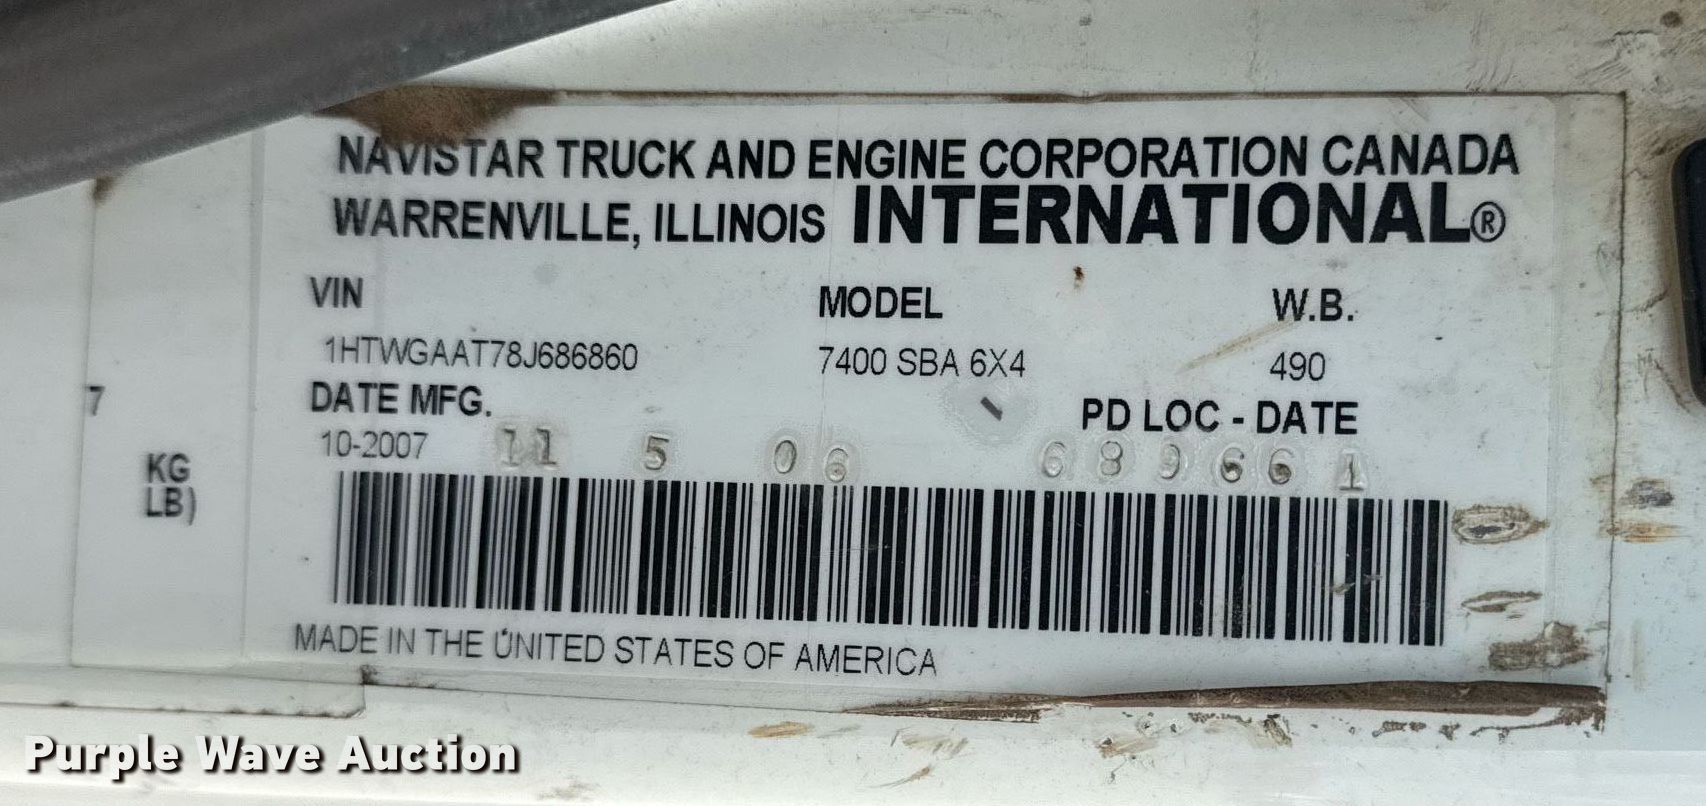 NAVISTAR TRUCK AND ENGINE CORPORATION CANADA
WARRENVILLE, ILLINOIS INTERNATIONAL®
VIN MODEL W.B.
1HTWGAAT78J686860 7400 SBA 6X4 490
7 DATE MFG. PD LOC - DATE
10-2007 11 5 06 689661
KG
LB)
MADE IN THE UNITED STATES OF AMERICA
Purple Wave Auction